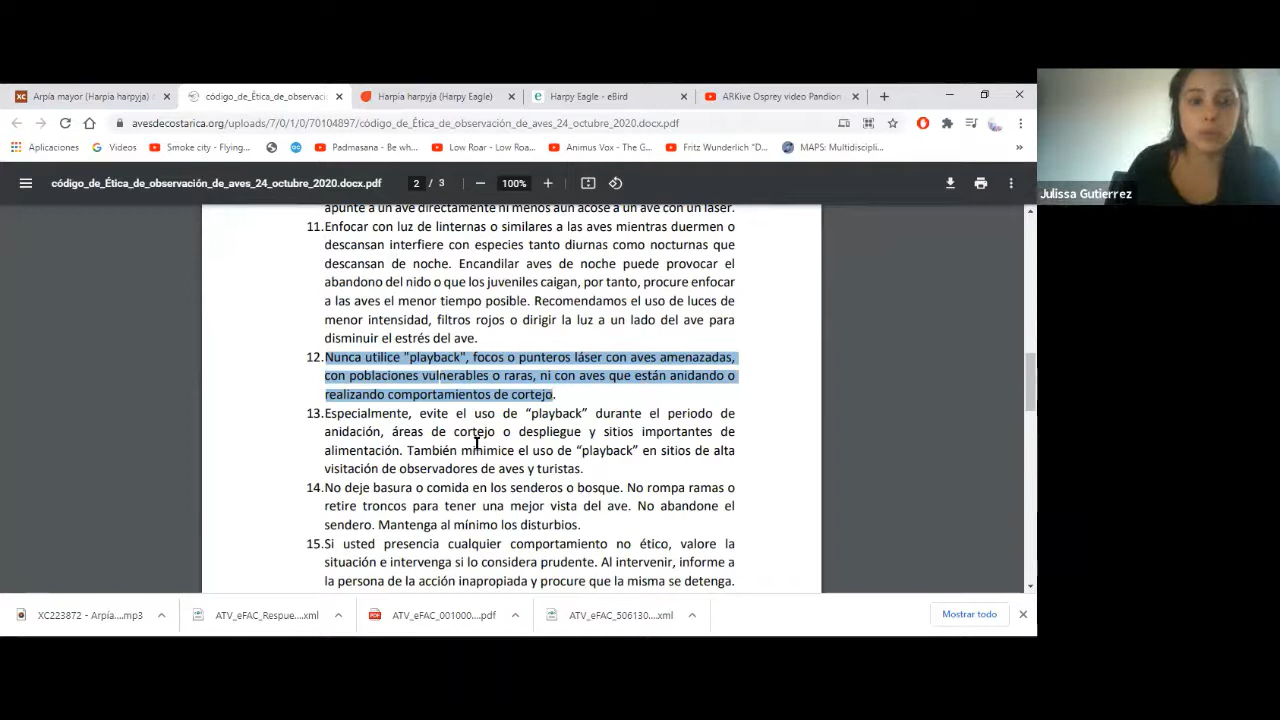 Arpía mayor (Harpia harpyja)
código_de_Ética_de_observació
Harpia harpyja (Harpy Eagle)
Harpy Eagle - eBird
ARKive Osprey video Pandion
avesdecostarica.org/uploads/7/0/1/0/70104897/código_de_Ética_de_observación_de_aves_24_octubre_2020.docx.pdf
Aplicaciones
Videos
Smoke city - Flying...
Padmasana - Be wh...
Low Roar - Low Roa...
Animus Vox - The G...
Fritz Wunderlich “D...
MAPS: Multidiscipli...
código_de_Ética_de_observación_de_aves_24_octubre_2020.docx.pdf
2 / 3
100%
Julissa Gutierrez
apunte a un ave directamente ni menos aún acose a un ave con un láser.
11. Enfocar con luz de linternas o similares a las aves mientras duermen o
descansan interfiere con especies tanto diurnas como nocturnas que
descansan de noche. Encandilar aves de noche puede provocar el
abandono del nido o que los juveniles caigan, por tanto, procure enfocar
a las aves el menor tiempo posible. Recomendamos el uso de luces de
menor intensidad, filtros rojos o dirigir la luz a un lado del ave para
disminuir el estrés del ave.
12. Nunca utilice "playback", focos o punteros láser con aves amenazadas,
con poblaciones vulnerables o raras, ni con aves que están anidando o
realizando comportamientos de cortejo.
13. Especialmente, evite el uso de “playback” durante el periodo de
anidación, áreas de cortejo o despliegue y sitios importantes de
alimentación. También minimice el uso de “playback” en sitios de alta
visitación de observadores de aves y turistas.
14. No deje basura o comida en los senderos o bosque. No rompa ramas o
retire troncos para tener una mejor vista del ave. No abandone el
sendero. Mantenga al mínimo los disturbios.
15. Si usted presencia cualquier comportamiento no ético, valore la
situación e intervenga si lo considera prudente. Al intervenir, informe a
la persona de la acción inapropiada y procure que la misma se detenga.
XC223872 - Arpía....mp3
ATV_eFAC_Respue....xml
ATV_eFAC_001000....pdf
ATV_eFAC_506130....xml
Mostrar todo